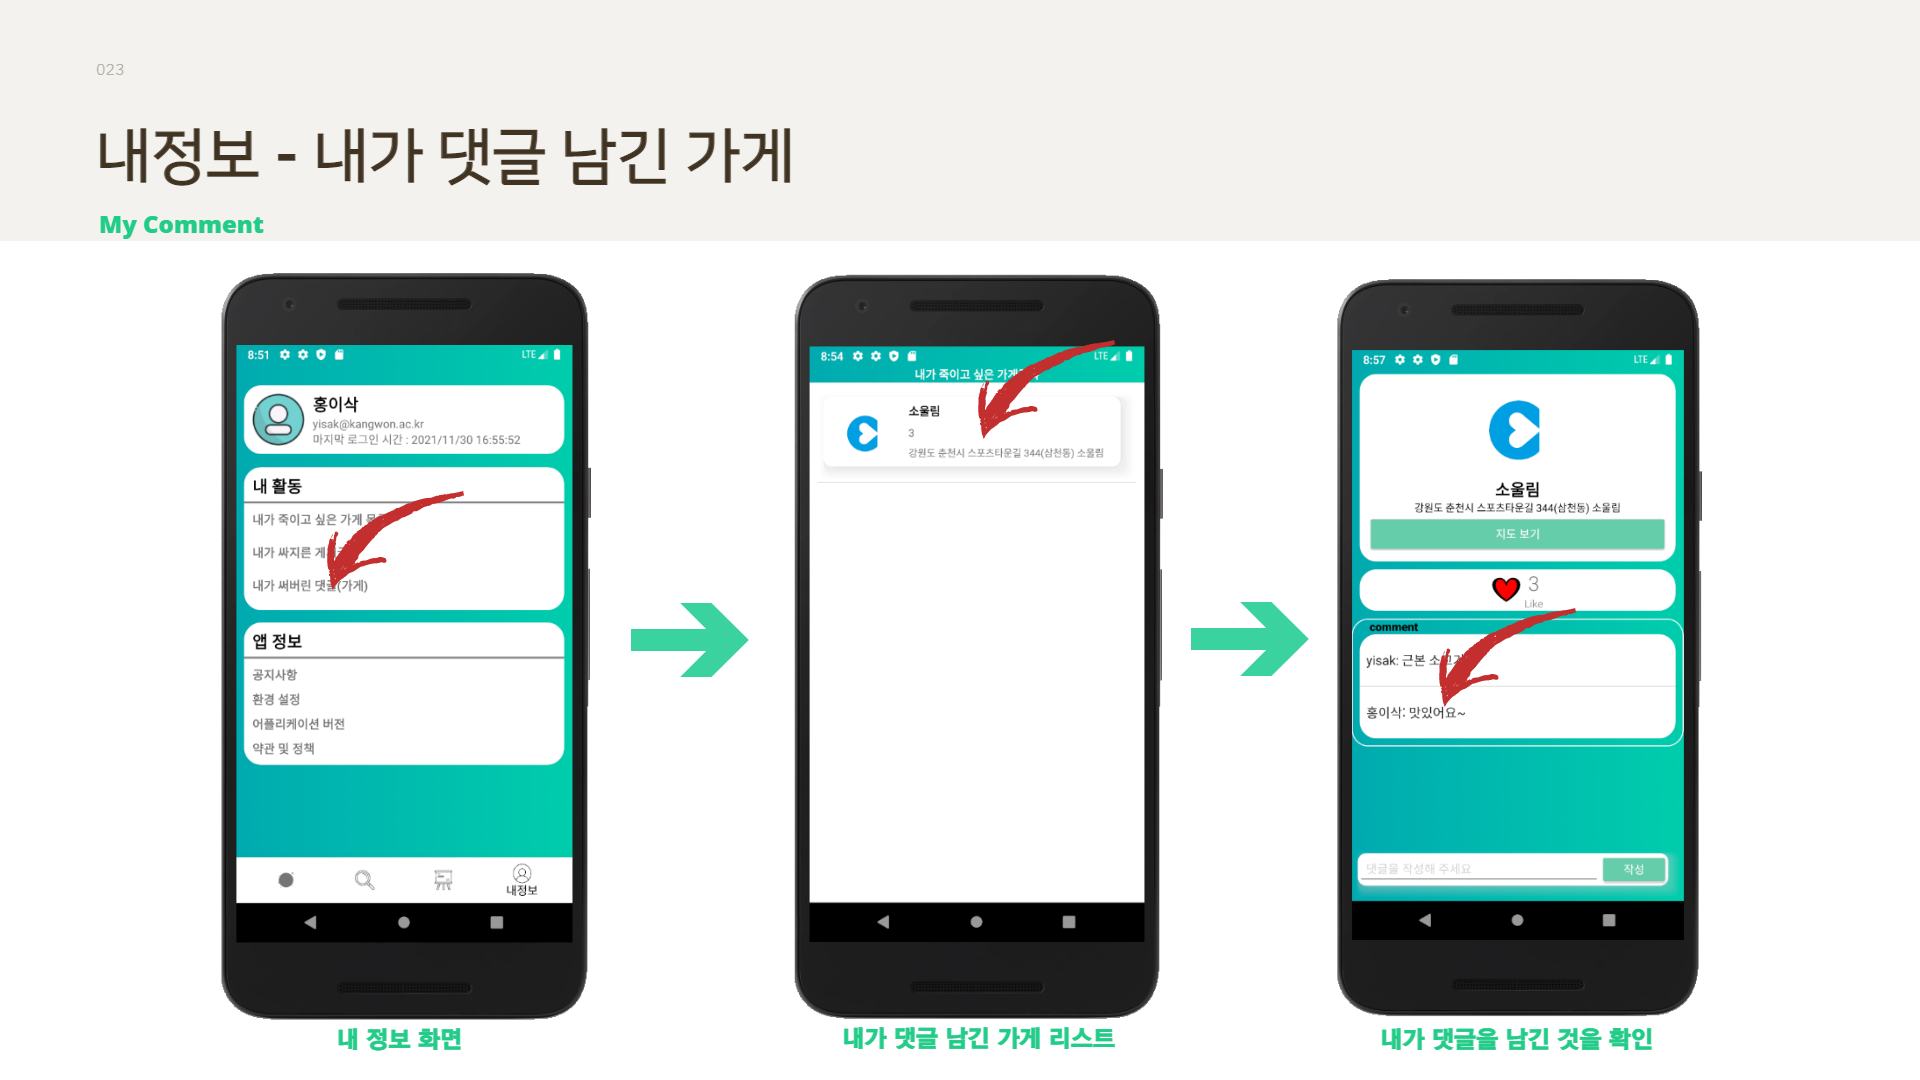 023
내정보 - 내가 댓글 남긴 가게
My Comment
8:51
LTE
홍이삭
yisak@kangwon.ac.kr
마지막 로그인 시간 : 2021/11/30 16:55:52
내 활동
내가 죽이고 싶은 가게
내가 싸지른
내가 써버린 댓글(가게)
앱 정보
공지사항
환경 설정
어플리케이션 버전
약관 및 정책
내정보
내 정보 화면
8:54
LTE
내가 죽이고 싶은 가게
소울림
3
강원도 춘천시 스포츠타운길 344(삼천동) 소울림
내가 댓글 남긴 가게 리스트
8:57
LTE
소울림
강원도 춘천시 스포츠타운길 344(삼천동) 소울림
지도 보기
3
Like
comment
yisak: 근본
홍이삭: 맛있어요~
댓글을 작성해 주세요
작성
내가 댓글을 남긴 것을 확인